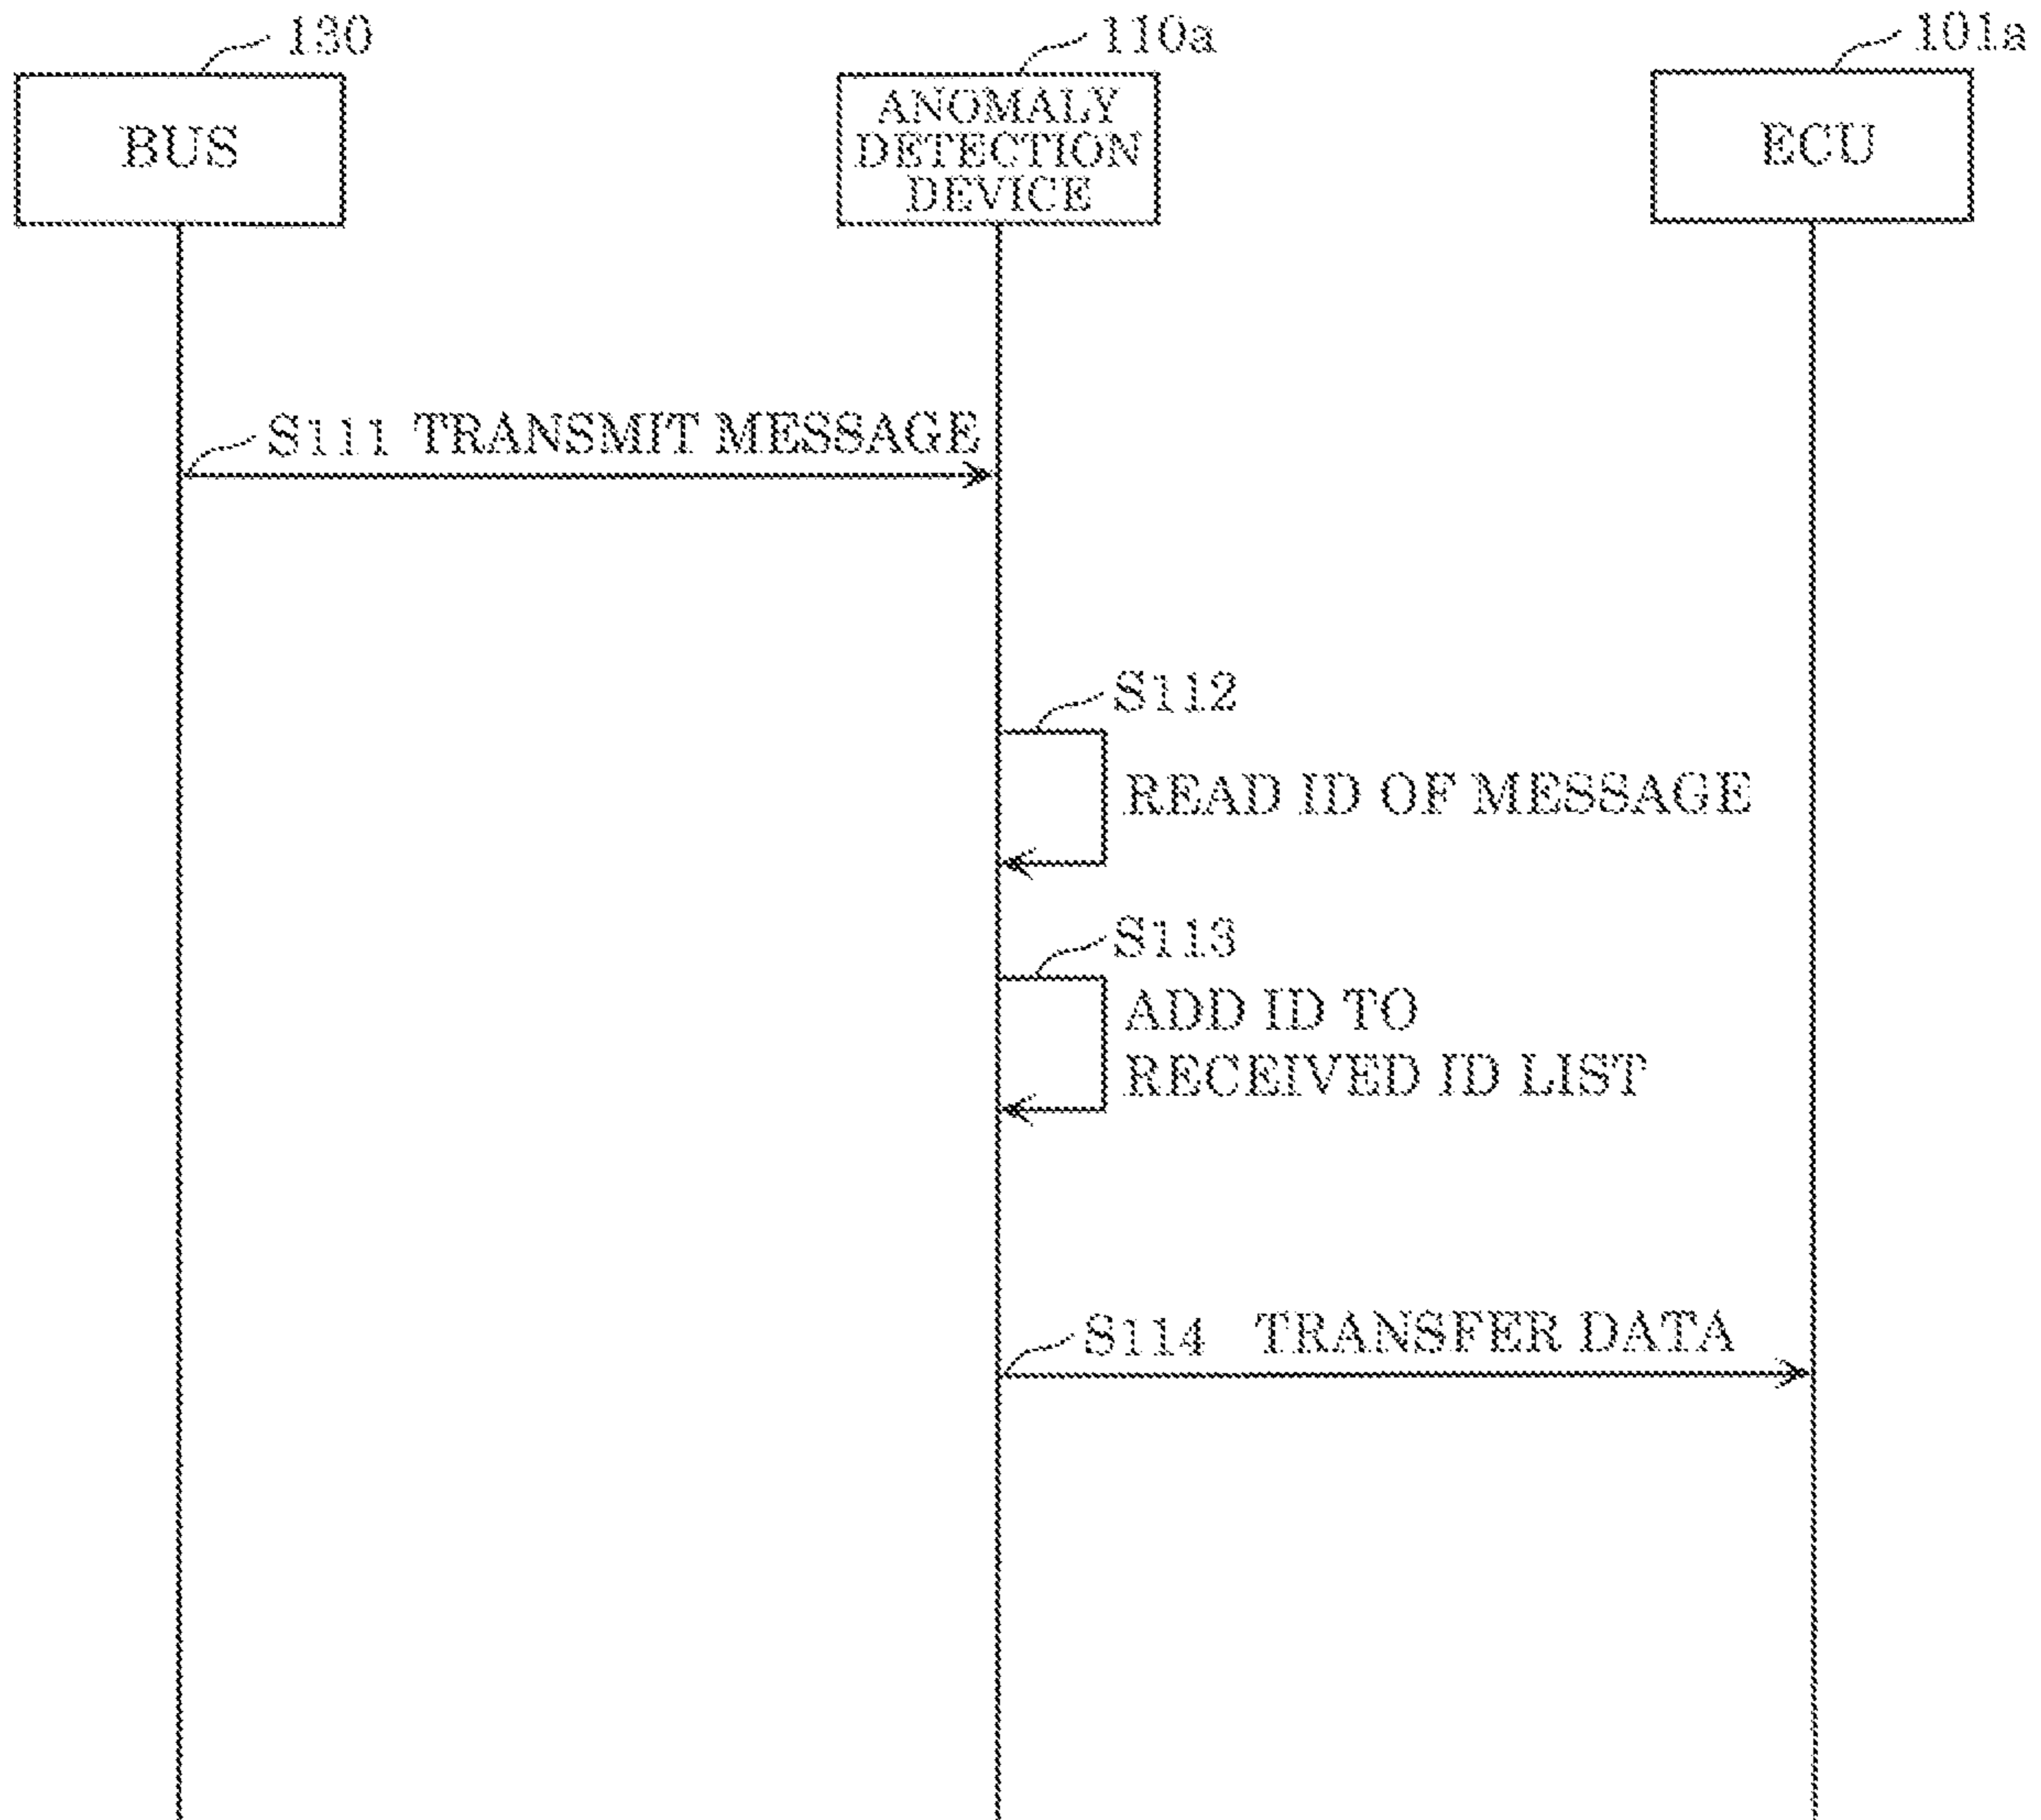 130
110a
101a
BUS
ANOMALY
DETECTION
DEVICE
ECU
S111 TRANSMIT MESSAGE
S112
READ ID OF MESSAGE
S113
ADD ID TO
RECEIVED ID LIST
S114 TRANSFER DATA